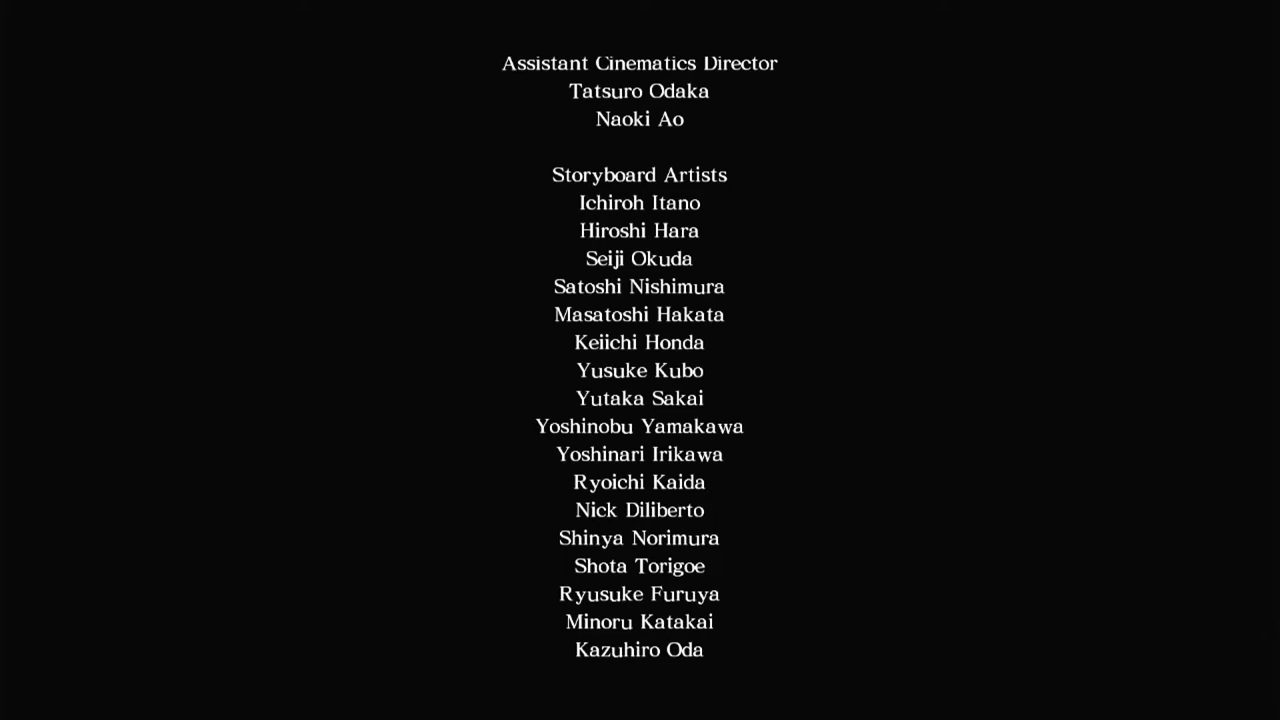 Assistant Cinematics Director
Tatsuro Odaka
Naoki Ao
Storyboard Artists
Ichiroh Itano
Hiroshi Hara
Seiji Okuda
Satoshi Nishimura
Masatoshi Hakata
Keiichi Honda
Yusuke Kubo
Yutaka Sakai
Yoshinobu Yamakawa
Yoshinari Irikawa
Ryoichi Kaida
Nick Diliberto
Shinya Norimura
Shota Torigoe
Ryusuke Furuya
Minoru Katakai
Kazuhiro Oda